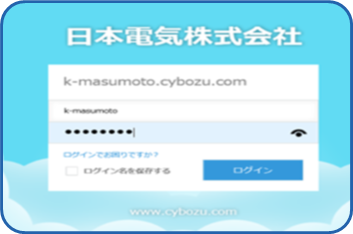 日本電気株式会社
k-masumoto.cybozu.com
k-masumoto
●●●●●●●●
ログインでお困りですか?
ログイン名を保存する
ログイン
www.cybozu.com